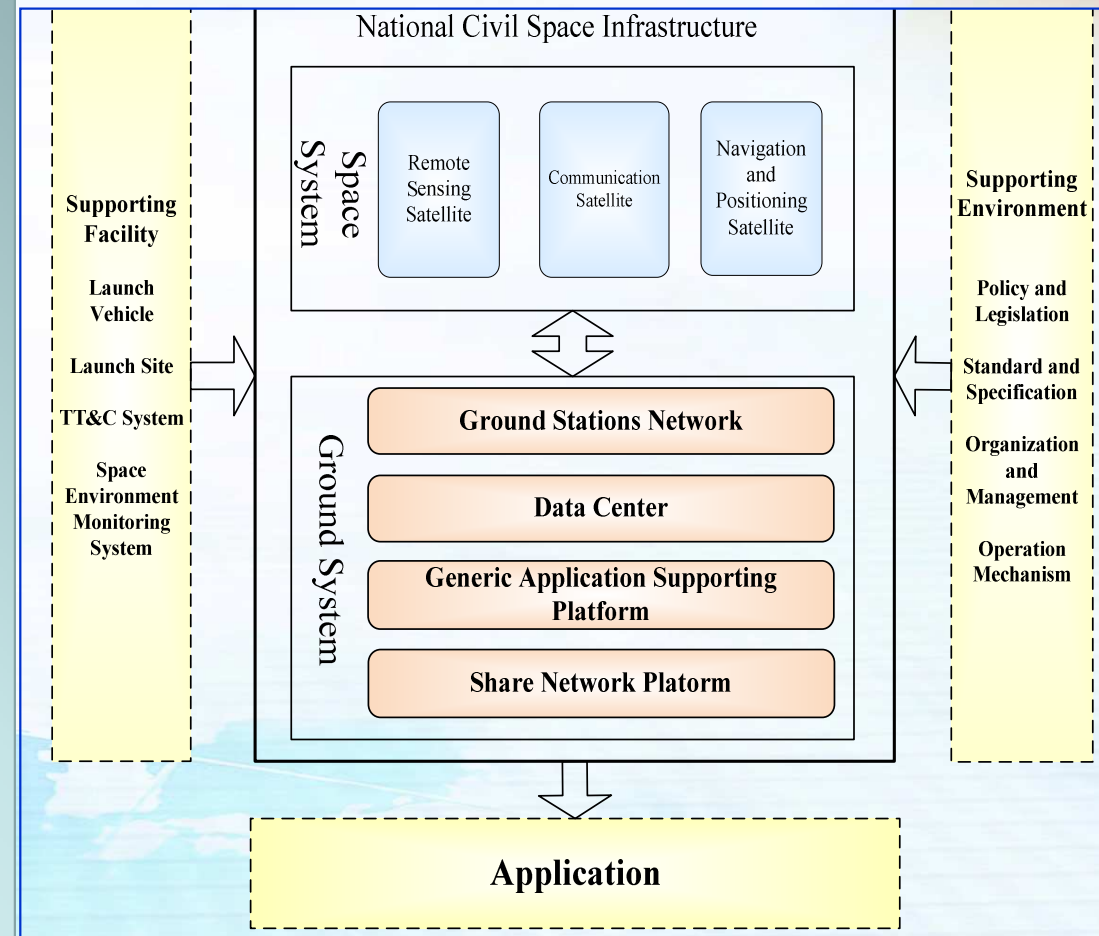 National Civil Space Infrastructure
Space
System
Remote
Sensing
Satellite
Communication
Satellite
Navigation
and
Positioning
Satellite
Supporting
Facility
Launch
Vehicle
Launch Site
TT&C System
Space
Environment
Monitoring
System
Supporting
Environment
Policy and
Legislation
Standard and
Specification
Organization
and
Management
Operation
Mechanism
Ground System
Ground Stations Network
Data Center
Generic Application Supporting
Platform
Share Network Platorm
Application